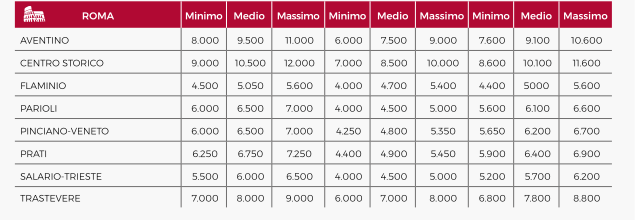 ROMA Minimo Medio Massimo Minimo Medio Massimo Minimo Medio Massimo
AVENTINO 8.000 9.500 11.000 6.000 7.500 9.000 7.600 9.100 10.600
CENTRO STORICO 9.000 10.500 12.000 7.000 8.500 10.000 8.600 10.100 11.600
FLAMINIO 4.500 5.050 5.600 4.000 4.700 5.400 4.400 5000 5.600
PARIOLI 6.000 6.500 7.000 4.000 4.500 5.000 5.600 6.100 6.600
PINCIANO-VENETO 6.000 6.500 7.000 4.250 4.800 5.350 5.650 6.200 6.700
PRATI 6.250 6.750 7.250 4.400 4.900 5.450 5.900 6.400 6.900
SALARIO-TRIESTE 5.500 6.000 6.500 4.000 4.500 5.000 5.200 5.700 6.200
TRASTEVERE 7.000 8.000 9.000 6.000 7.000 8.000 6.800 7.800 8.800